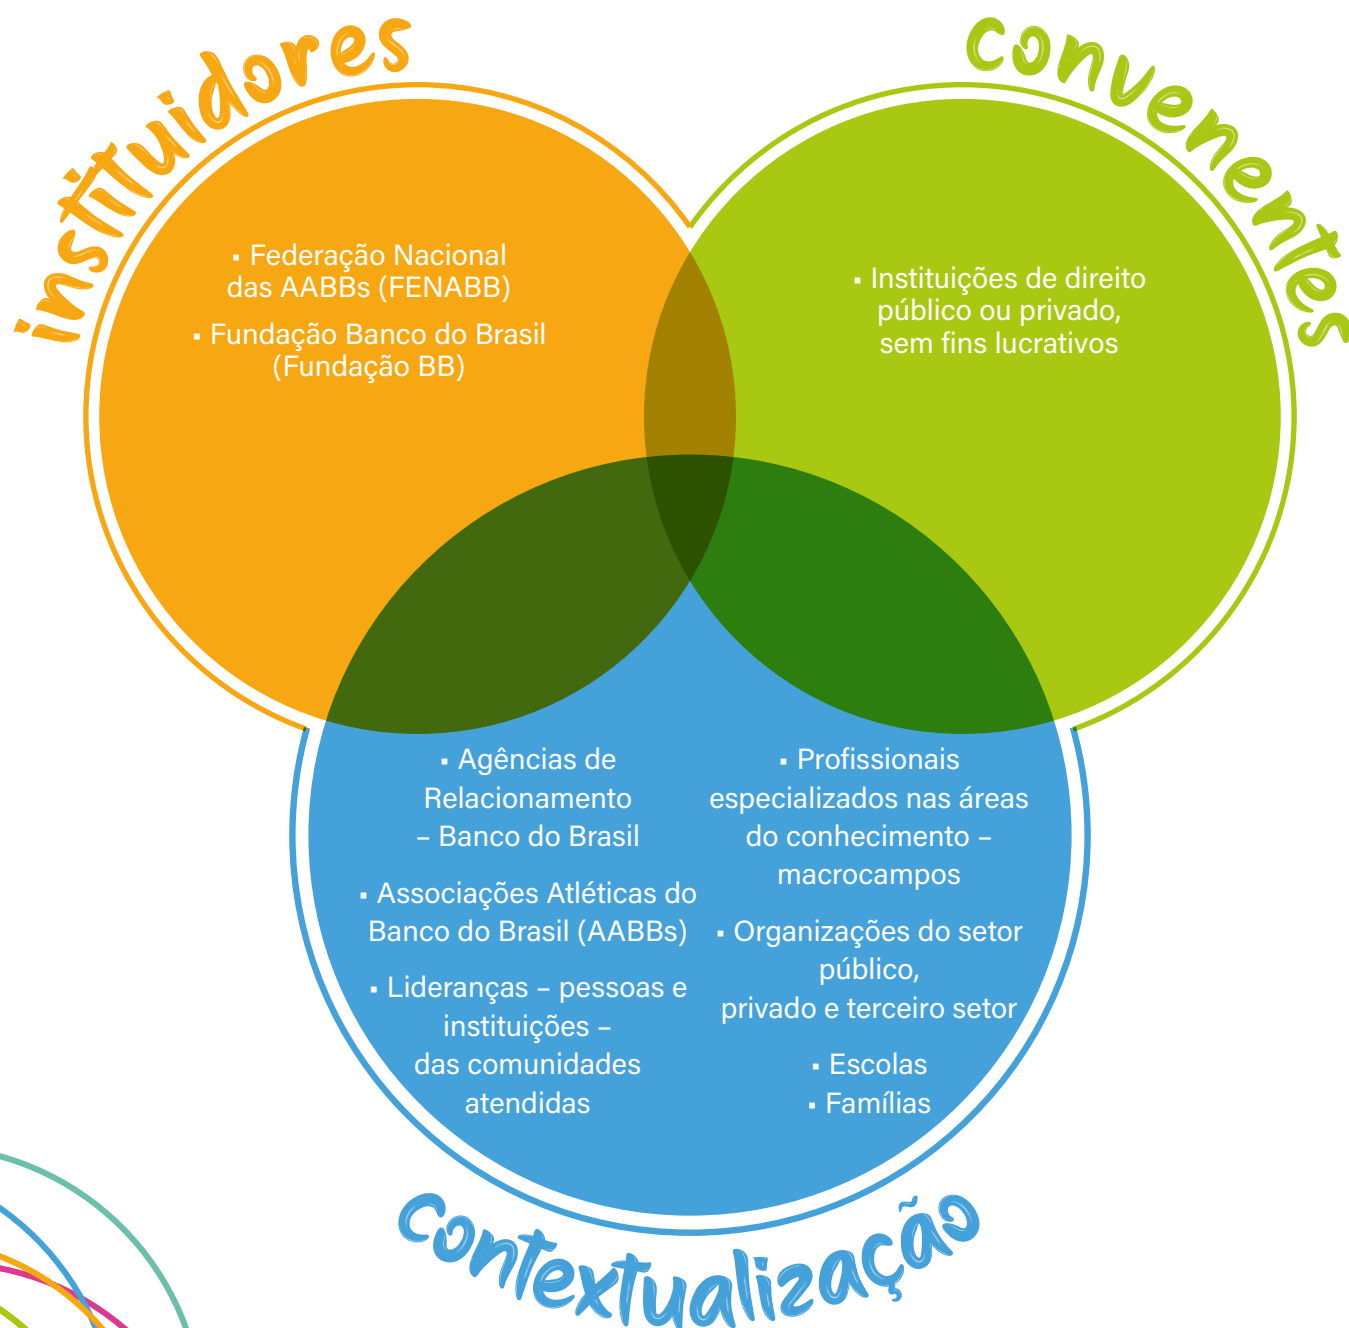 instituidores
convenentes
▪ Federação Nacional
das AABBs (FENABB)
▪ Fundação Banco do Brasil
(Fundação BB)
▪ Instituições de direito
público ou privado,
sem fins lucrativos
▪ Agências de
Relacionamento
– Banco do Brasil
▪ Associações Atléticas do
Banco do Brasil (AABBs)
▪ Lideranças – pessoas e
instituições –
das comunidades
atendidas
▪ Profissionais
especializados nas áreas
do conhecimento –
macrocampos
▪ Organizações do setor
público,
privado e terceiro setor
▪ Escolas
▪ Famílias
contextualização